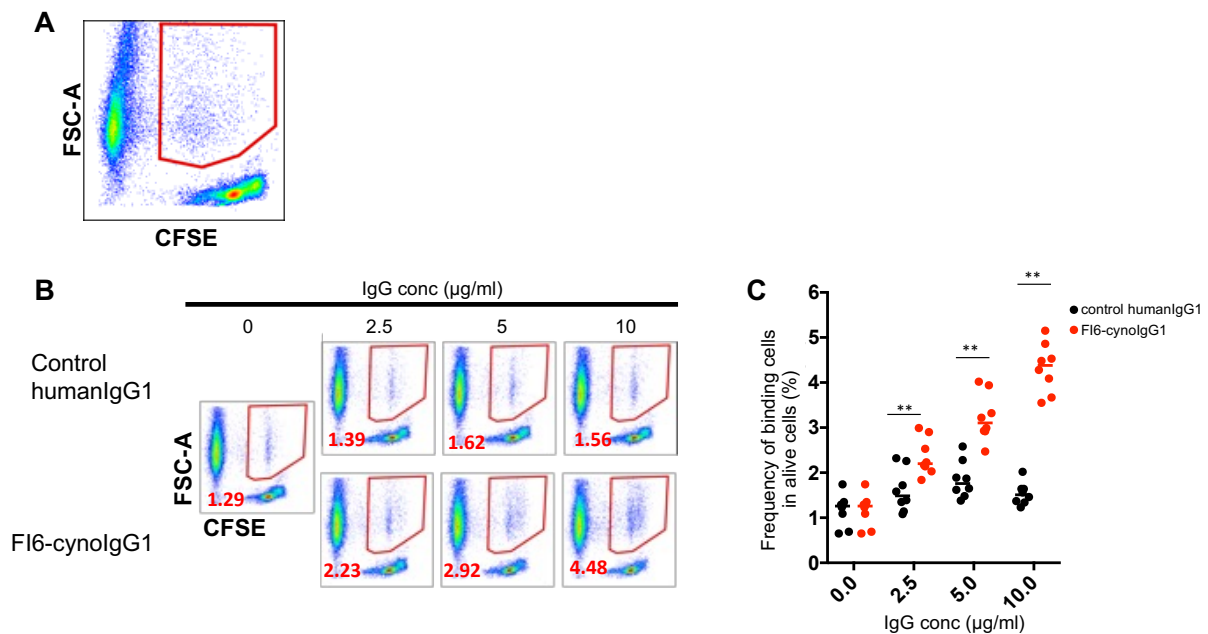 A
FSC-A
CFSE
B
IgG conc (µg/ml)
0
2.5
5
10
Control
humanIgG1
1.39
1.62
1.56
FSC-A
1.29
CFSE
FI6-cynoIgG1
2.23
2.92
4.48
C
Frequency of binding cells
in alive cells (%)
6
5
4
3
2
1
0
**
**
**
**
control humanIgG1
FI6-cynoIgG1
0.0
2.5
5.0
10.0
IgG conc (µg/ml)